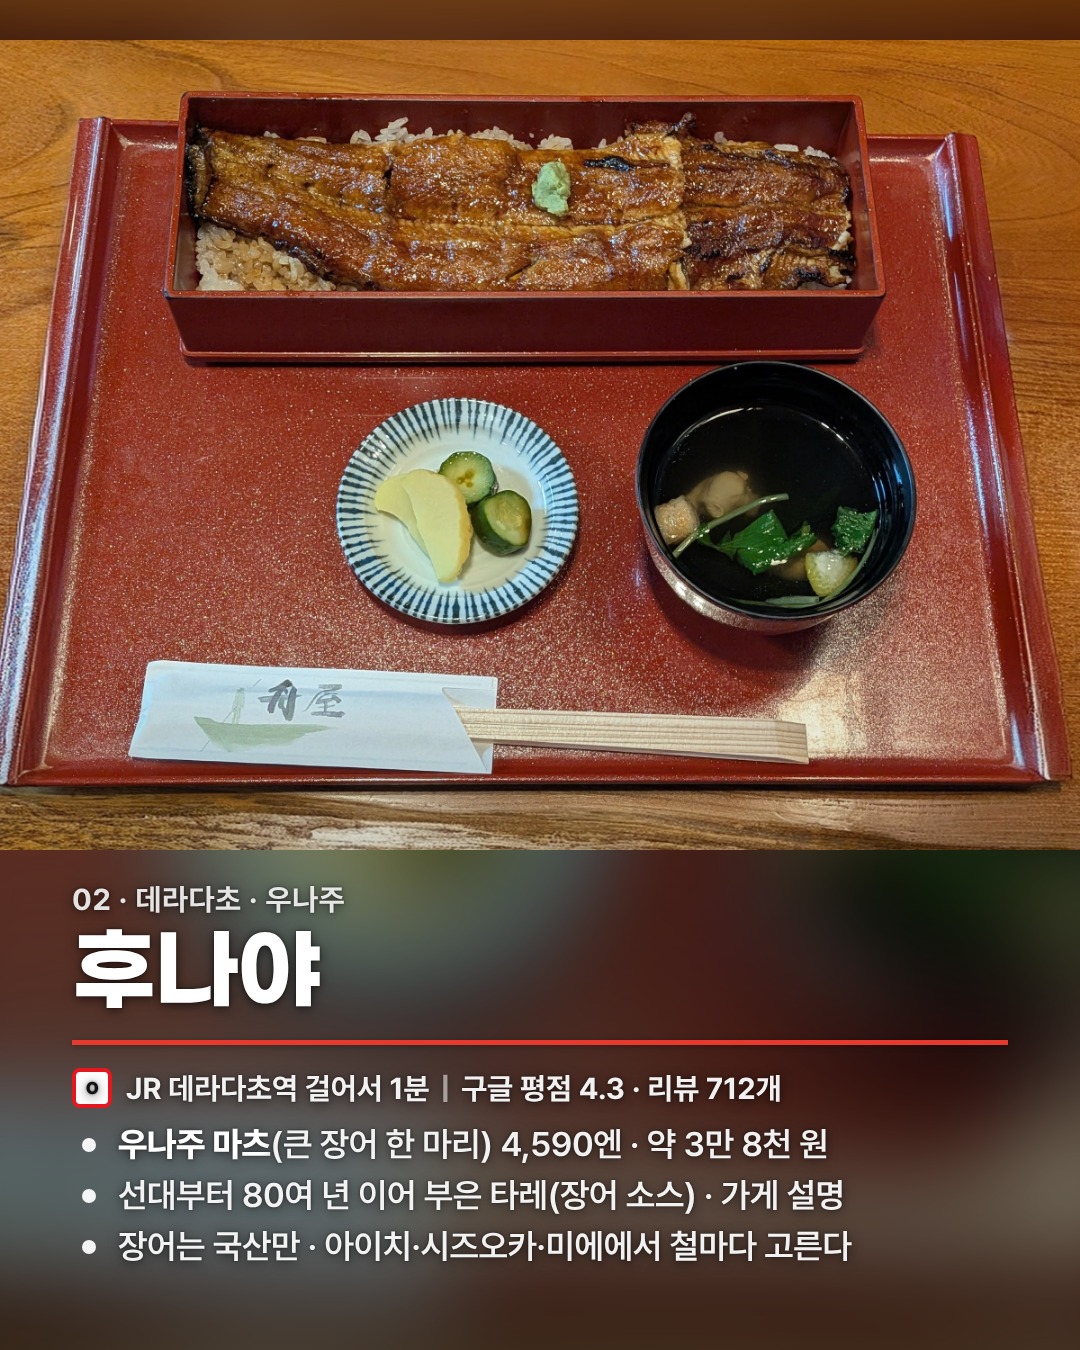 舟屋
02 · 데라다초 · 우나주
후나야
JR 데라다초역 걸어서 1분 | 구글 평점 4.3 · 리뷰 712개
• 우나주 마츠(큰 장어 한 마리) 4,590엔 · 약 3만 8천 원
• 선대부터 80여 년 이어 부은 타레(장어 소스) · 가게 설명
• 장어는 국산만 · 아이치·시즈오카·미에에서 철마다 고른다